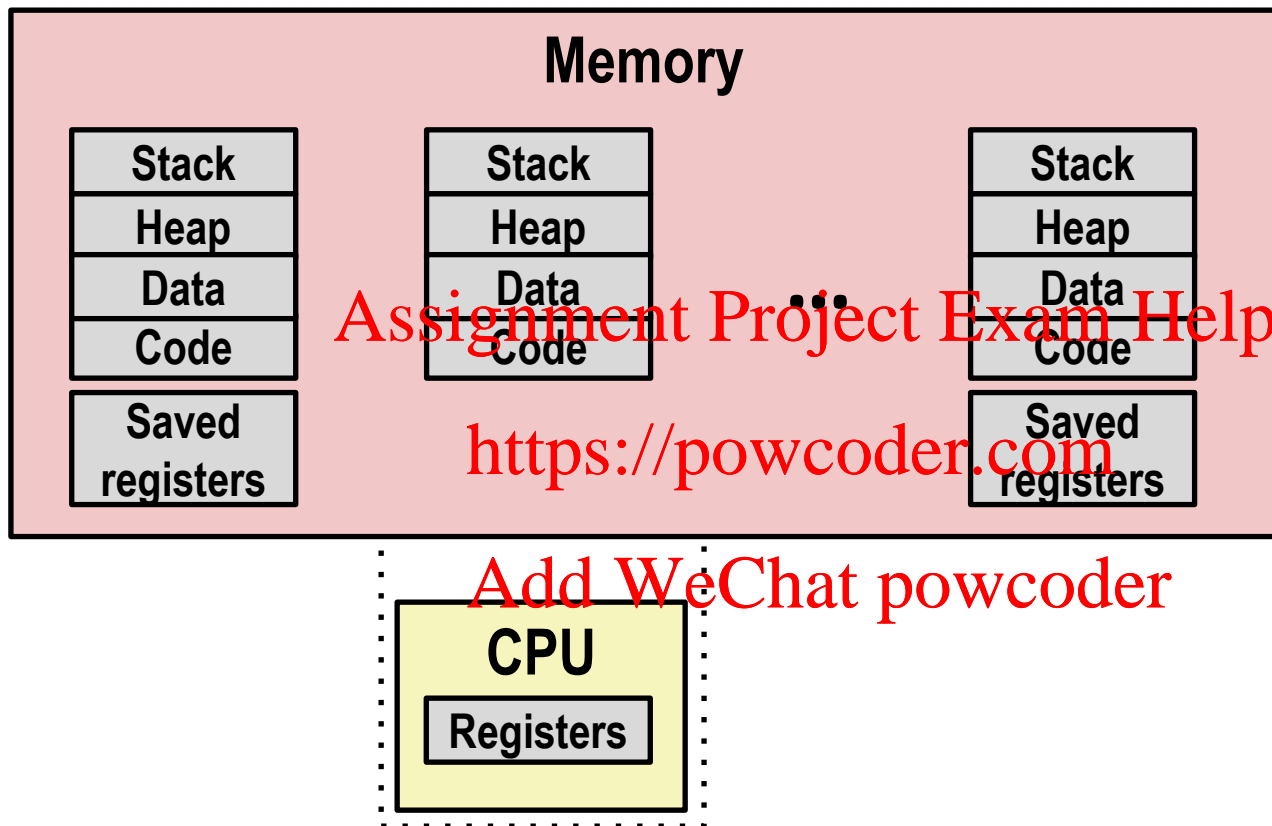 Memory
Stack
Heap
Data
Code
Saved
registers
Stack
Heap
Data
Code
...
Stack
Heap
Data
Code
Saved
registers
Assignment Project Exam Help
https://powcoder.com
Add WeChat powcoder
CPU
Registers